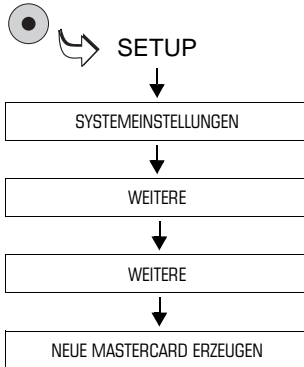 SETUP
SYSTEMEINSTELLUNGEN
WEITERE
WEITERE
NEUE MASTERCARD ERZEUGEN